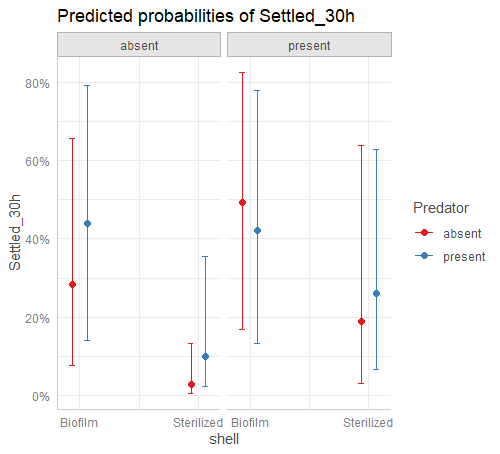 Predicted probabilities of Settled_30h
absent present
80%
60%
40%
20%
0%
Settled_30h
Biofilm Sterilized Biofilm Sterilized
shell
Predator
absent
present